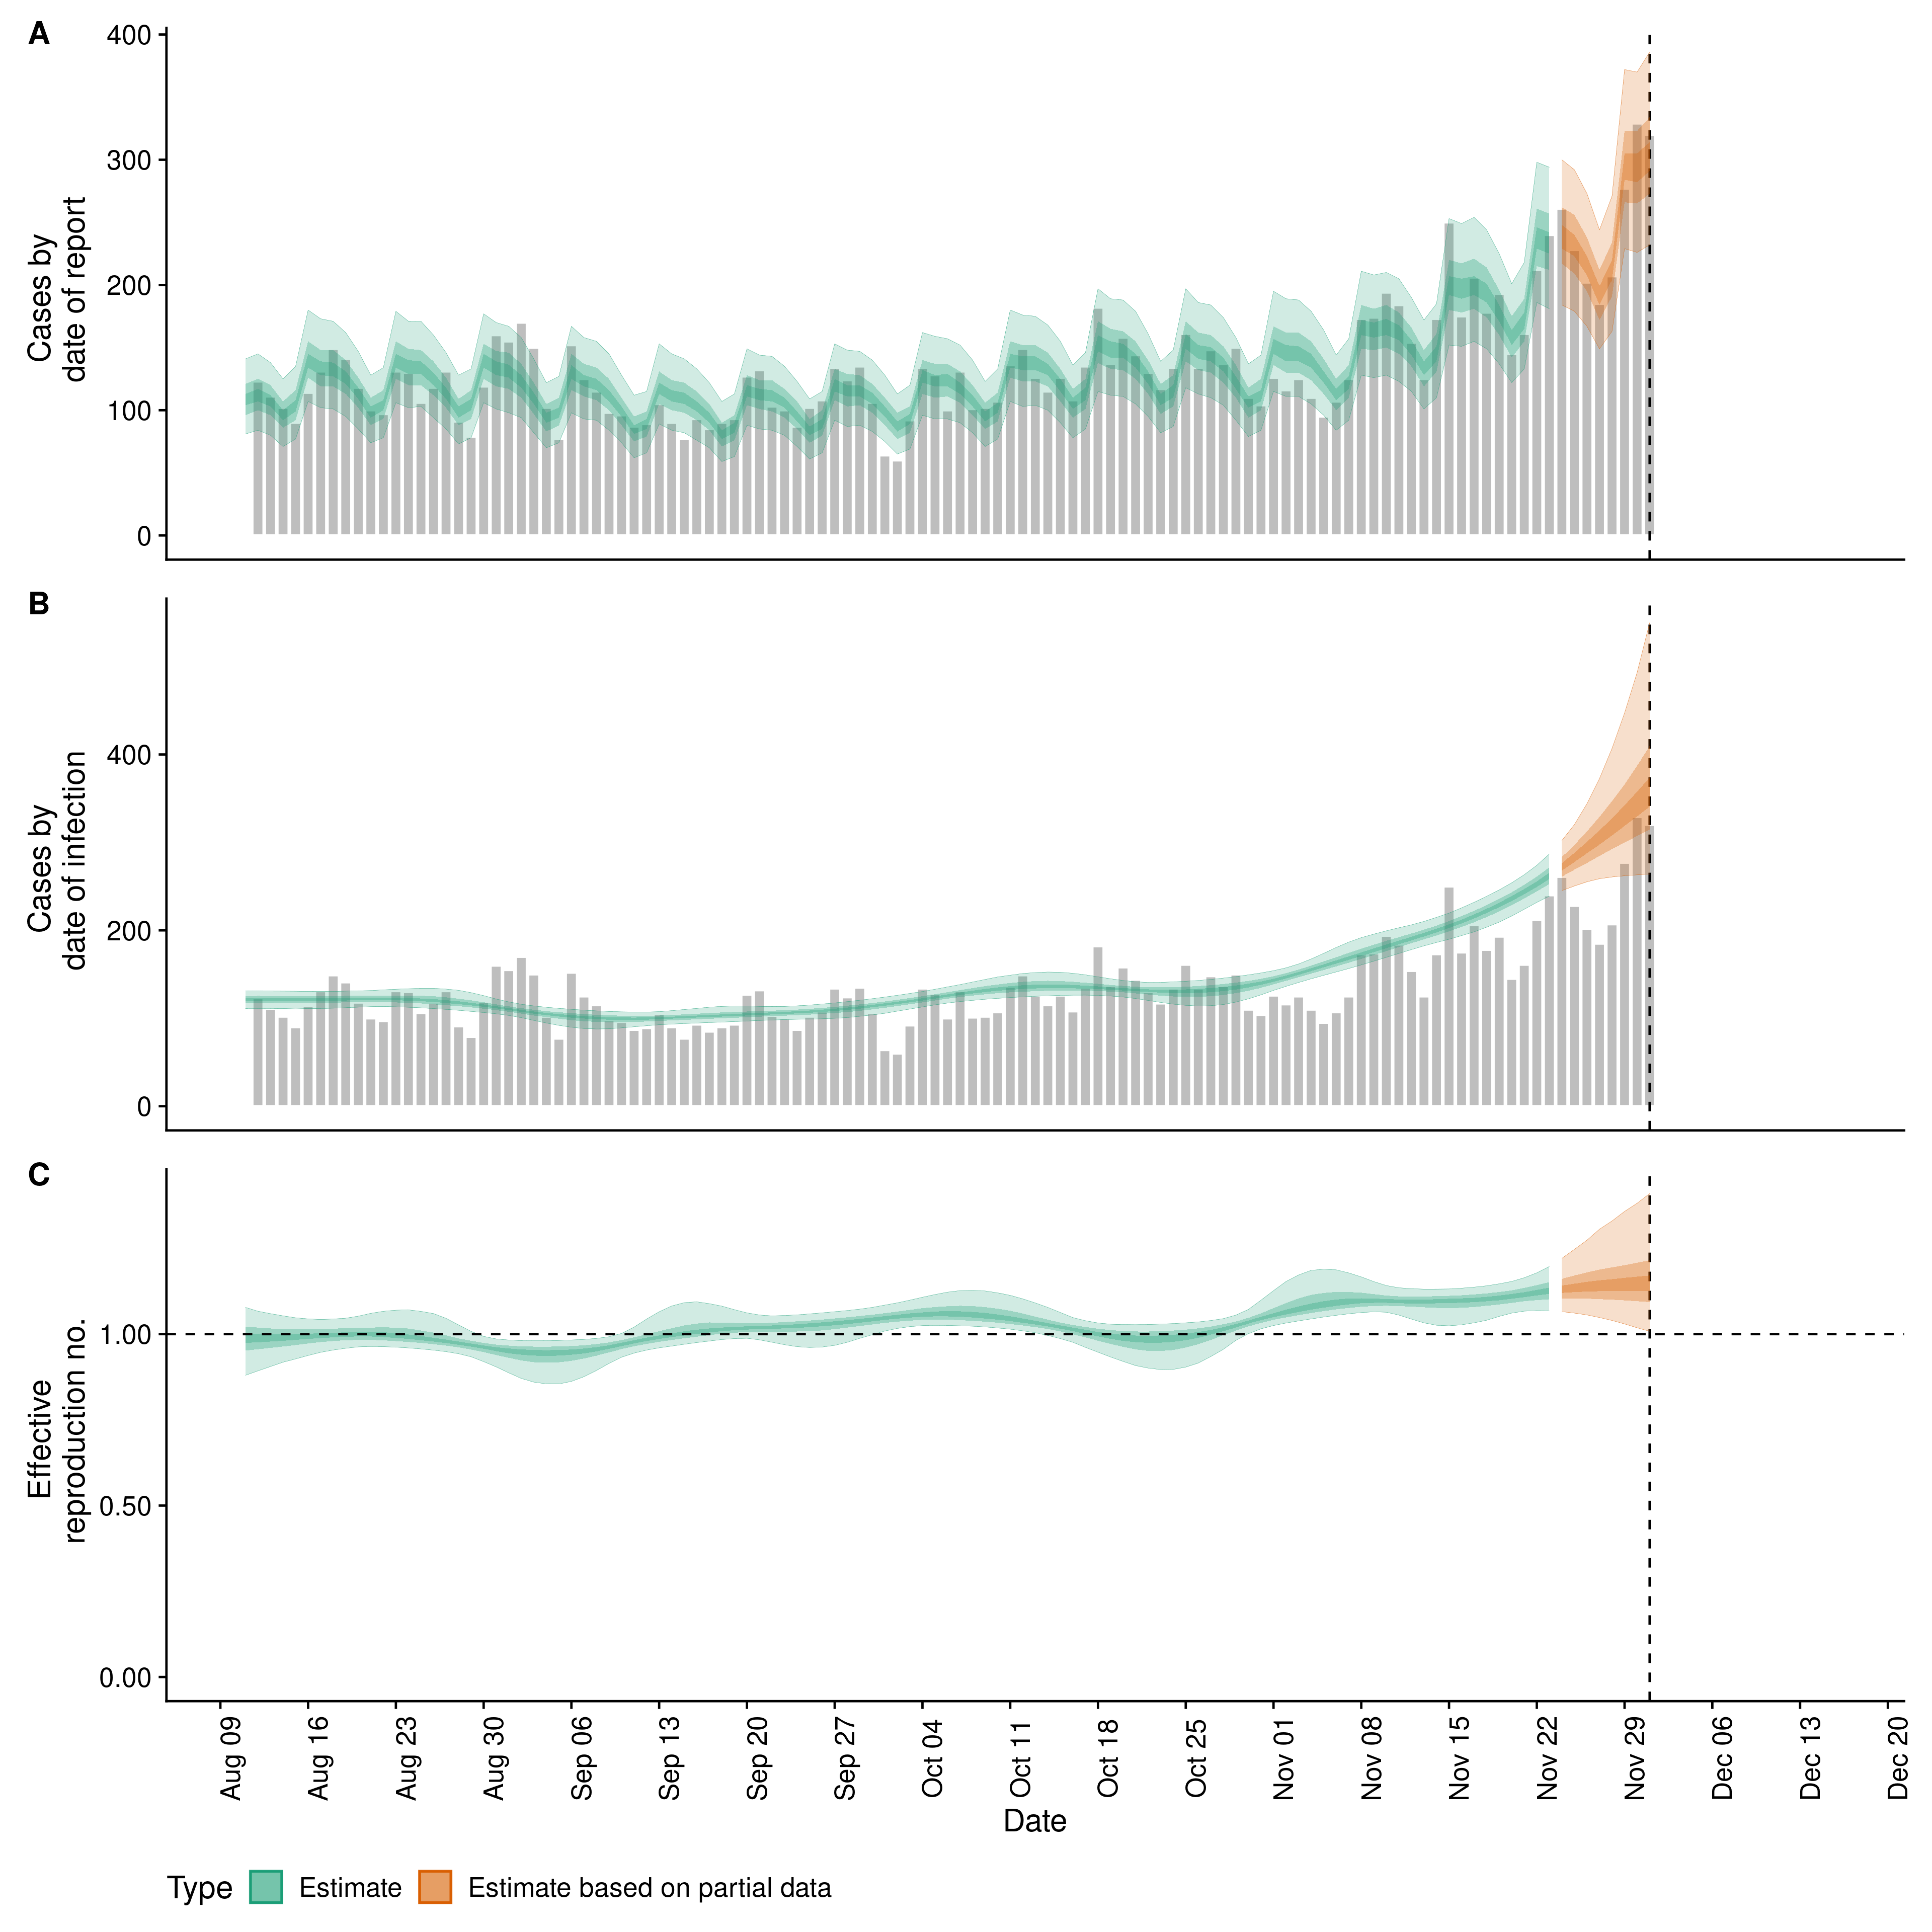 A
Cases by
date of report
400
300
200
100
0
B
Cases by
date of infection
400
200
0
C
Effective
reproduction no.
1.00
0.50
0.00
Aug 09
Aug 16
Aug 23
Aug 30
Sep 06
Sep 13
Sep 20
Sep 27
Oct 04
Oct 11
Oct 18
Oct 25
Nov 01
Nov 08
Nov 15
Nov 22
Nov 29
Dec 06
Dec 13
Dec 20
Date
Type Estimate Estimate based on partial data